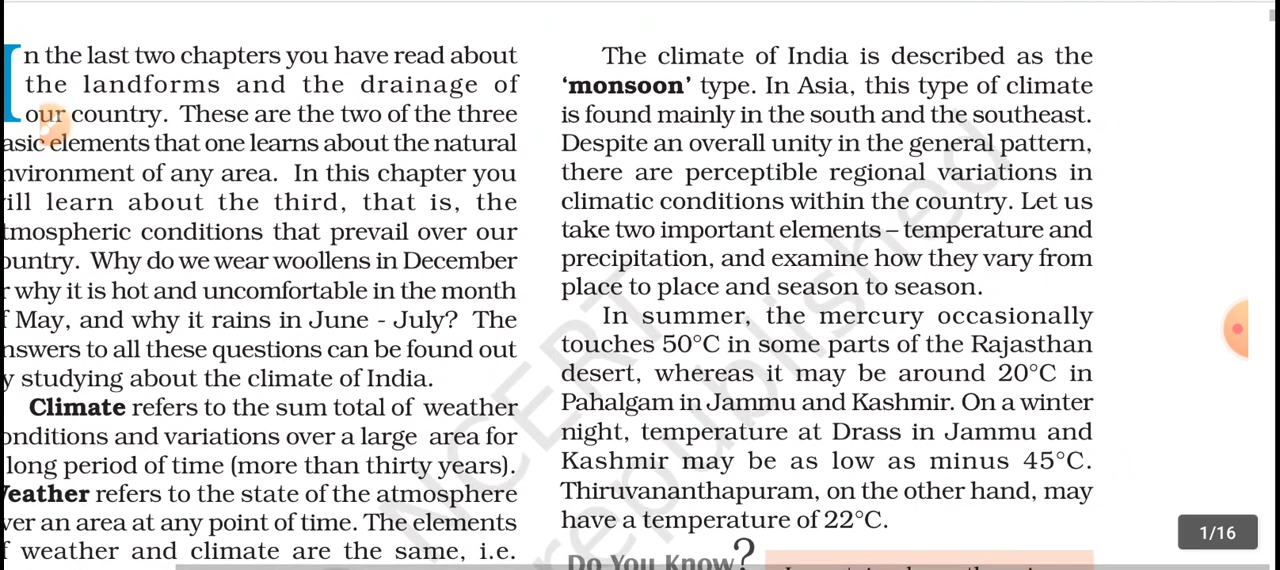 In the last two chapters you have read about
the landforms and the drainage of
our country. These are the two of the three
asic elements that one learns about the natural
nvironment of any area. In this chapter you
ill learn about the third, that is, the
tmospheric conditions that prevail over our
ountry. Why do we wear woollens in December
r why it is hot and uncomfortable in the month
f May, and why it rains in June - July? The
nswers to all these questions can be found out
y studying about the climate of India.
Climate refers to the sum total of weather
onditions and variations over a large area for
long period of time (more than thirty years).
Weather refers to the state of the atmosphere
ver an area at any point of time. The elements
f weather and climate are the same, i.e.
The climate of India is described as the
‘monsoon’ type. In Asia, this type of climate
is found mainly in the south and the southeast.
Despite an overall unity in the general pattern,
there are perceptible regional variations in
climatic conditions within the country. Let us
take two important elements – temperature and
precipitation, and examine how they vary from
place to place and season to season.
In summer, the mercury occasionally
touches 50°C in some parts of the Rajasthan
desert, whereas it may be around 20°C in
Pahalgam in Jammu and Kashmir. On a winter
night, temperature at Drass in Jammu and
Kashmir may be as low as minus 45°C.
Thiruvananthapuram, on the other hand, may
have a temperature of 22°C.
Do You Know?
NCERT
republished
1/16